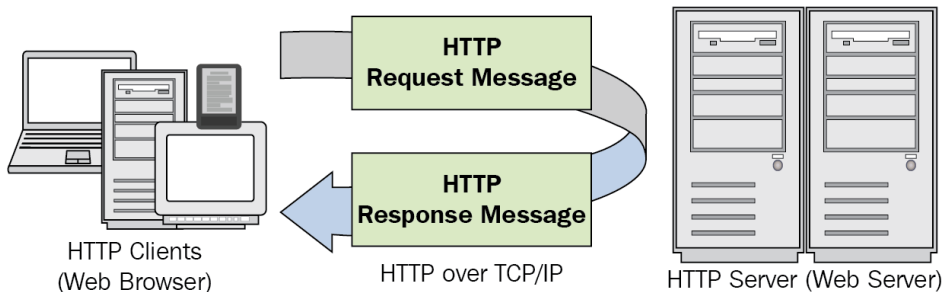 HTTP
Request Message
HTTP
Response Message
HTTP Clients
(Web Browser)
HTTP over TCP/IP
HTTP Server (Web Server)